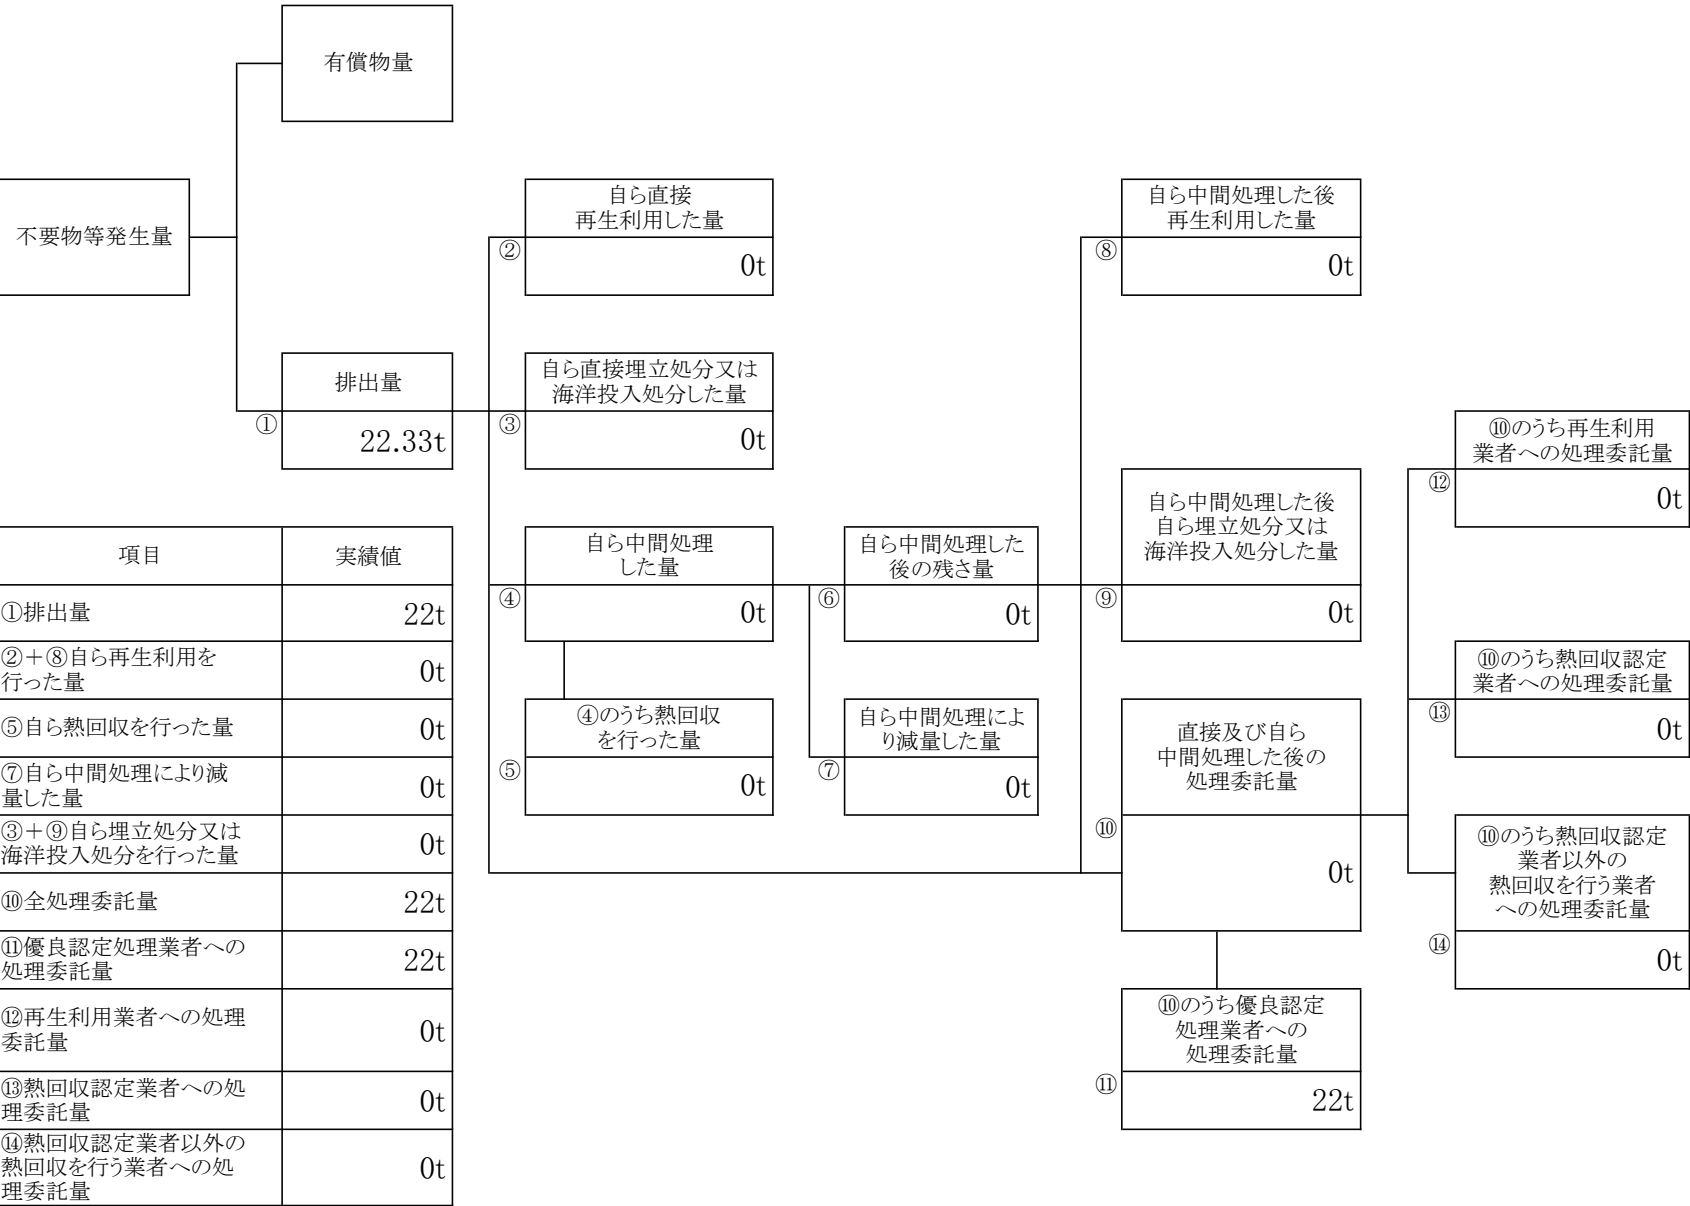 有償物量
不要物等発生量
自ら直接
再生利用した量
②
0t
自ら中間処理した後
再生利用した量
⑧
0t
排出量
①
22.33t
自ら直接埋立処分又は
海洋投入処分した量
③
0t
⑩のうち再生利用
業者への処理委託量
⑫
0t
自ら中間処理
した量
④
0t
自ら中間処理した
後の残さ量
⑥
0t
自ら中間処理した後
自ら埋立処分又は
海洋投入処分した量
⑨
0t
④のうち熱回収
を行った量
⑤
0t
自ら中間処理によ
り減量した量
⑦
0t
直接及び自ら
中間処理した後の
処理委託量
⑩
0t
⑩のうち熱回収認定
業者への処理委託量
⑬
0t
⑩のうち熱回収認定
業者以外の
熱回収を行う業者
への処理委託量
⑭
0t
⑩のうち優良認定
処理業者への
処理委託量
⑪
22t
項目 実績値
①排出量 22t
②＋⑧自ら再生利用を
行った量 0t
⑤自ら熱回収を行った量 0t
⑦自ら中間処理により減
量した量 0t
③＋⑨自ら埋立処分又は
海洋投入処分を行った量 0t
⑩全処理委託量 22t
⑪優良認定処理業者への
処理委託量 22t
⑫再生利用業者への処理
委託量 0t
⑬熱回収認定業者への処
理委託量 0t
⑭熱回収認定業者以外の
熱回収を行う業者への処
理委託量 0t